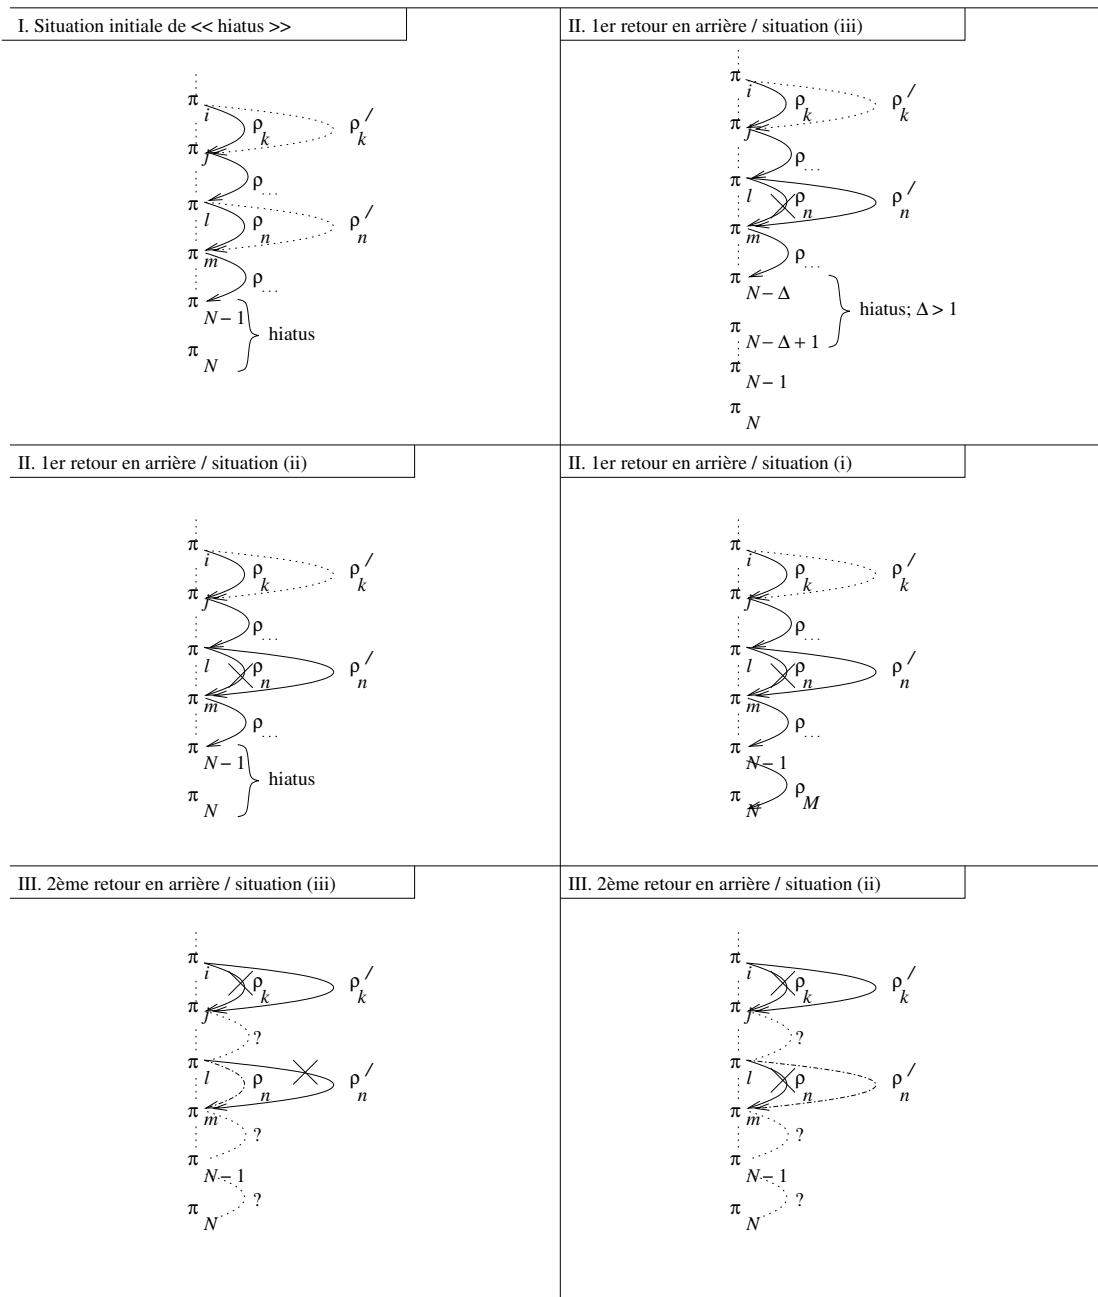 I. Situation initiale de << hiatus >>
π i
ρ k ρ k ′
π j
ρ ...
π l
ρ n ρ n ′
π m
ρ ...
π N − 1
hiatus
π N
II. 1er retour en arrière / situation (iii)
π i
ρ k ρ k ′
π j
ρ ...
π l
ρ n ρ n ′
π m
ρ ...
π N − Δ
hiatus; Δ > 1
π N − Δ + 1
π N − 1
π N
II. 1er retour en arrière / situation (ii)
π i
ρ k ρ k ′
π j
ρ ...
π l
ρ n ρ n ′
π m
ρ ...
π N − 1
hiatus
π N
II. 1er retour en arrière / situation (i)
π i
ρ k ρ k ′
π j
ρ ...
π l
ρ n ρ n ′
π m
ρ ...
π N − 1
ρ M
π N
III. 2ème retour en arrière / situation (iii)
π i
ρ k ρ k ′
π j
?
π l
ρ n ρ n ′
π m
?
π N − 1
?
π N
III. 2ème retour en arrière / situation (ii)
π i
ρ k ρ k ′
π j
?
π l
ρ n ρ n ′
π m
?
π N − 1
?
π N